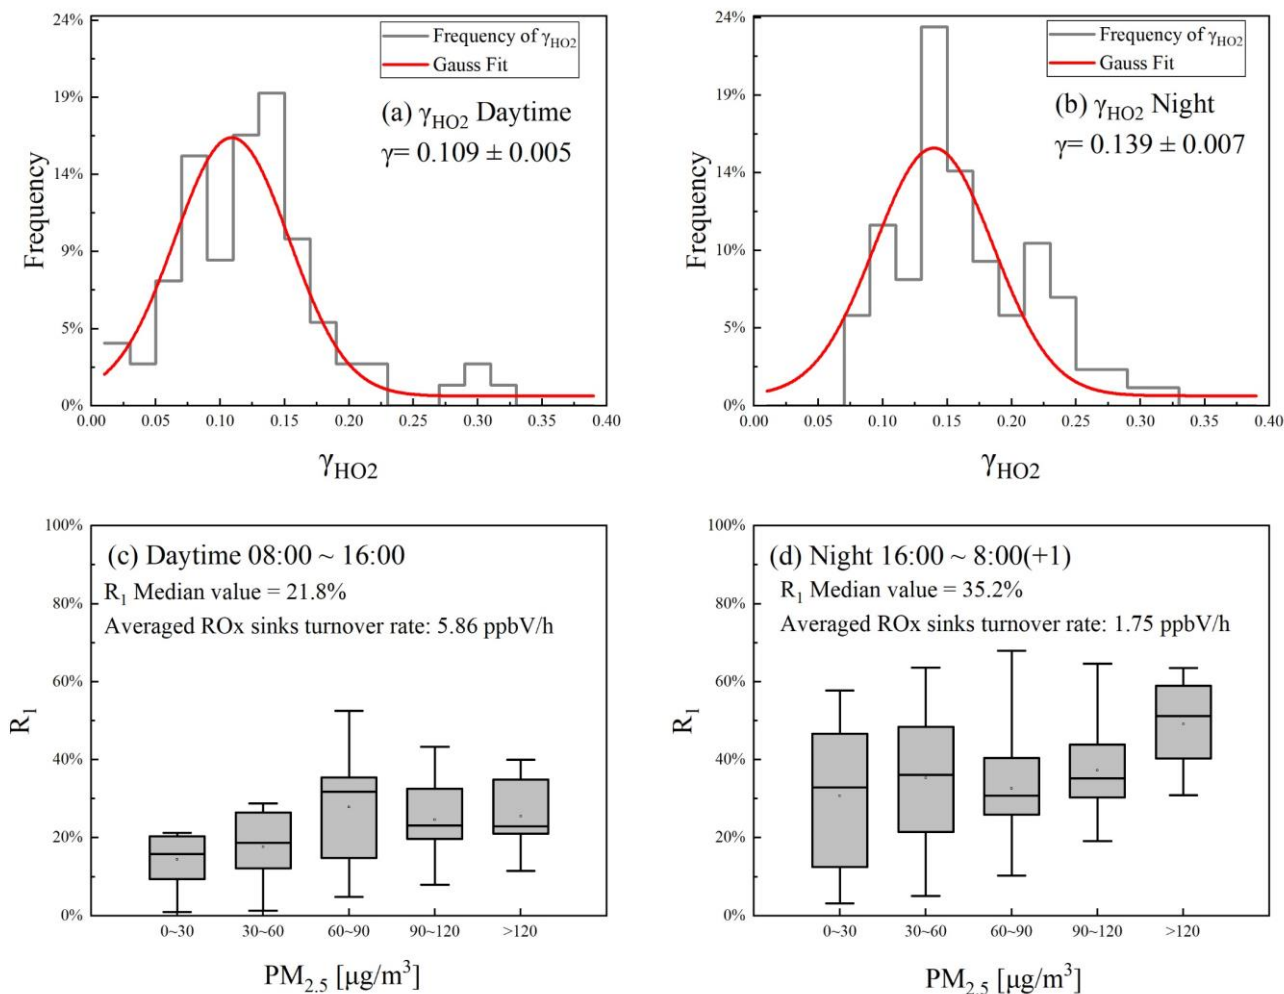 24%
19%
14%
9%
5%
0%
Frequency
Frequency of γHO2
Gauss Fit
(a) γHO2 Daytime
γ= 0.109 ± 0.005
0.00 0.05 0.10 0.15 0.20 0.25 0.30 0.35 0.40
γHO2
24%
19%
14%
10%
5%
0%
Frequency
Frequency of γHO2
Gauss Fit
(b) γHO2 Night
γ= 0.139 ± 0.007
0.00 0.05 0.10 0.15 0.20 0.25 0.30 0.35 0.40
γHO2
100%
80%
60%
40%
20%
0%
R1
(c) Daytime 08:00 ~ 16:00
R1 Median value = 21.8%
Averaged ROx sinks turnover rate: 5.86 ppbV/h
0~30 30~60 60~90 90~120 >120
PM2.5 [μg/m3]
100%
80%
60%
40%
20%
0%
R1
(d) Night 16:00 ~ 8:00(+1)
R1 Median value = 35.2%
Averaged ROx sinks turnover rate: 1.75 ppbV/h
0~30 30~60 60~90 90~120 >120
PM2.5 [μg/m3]